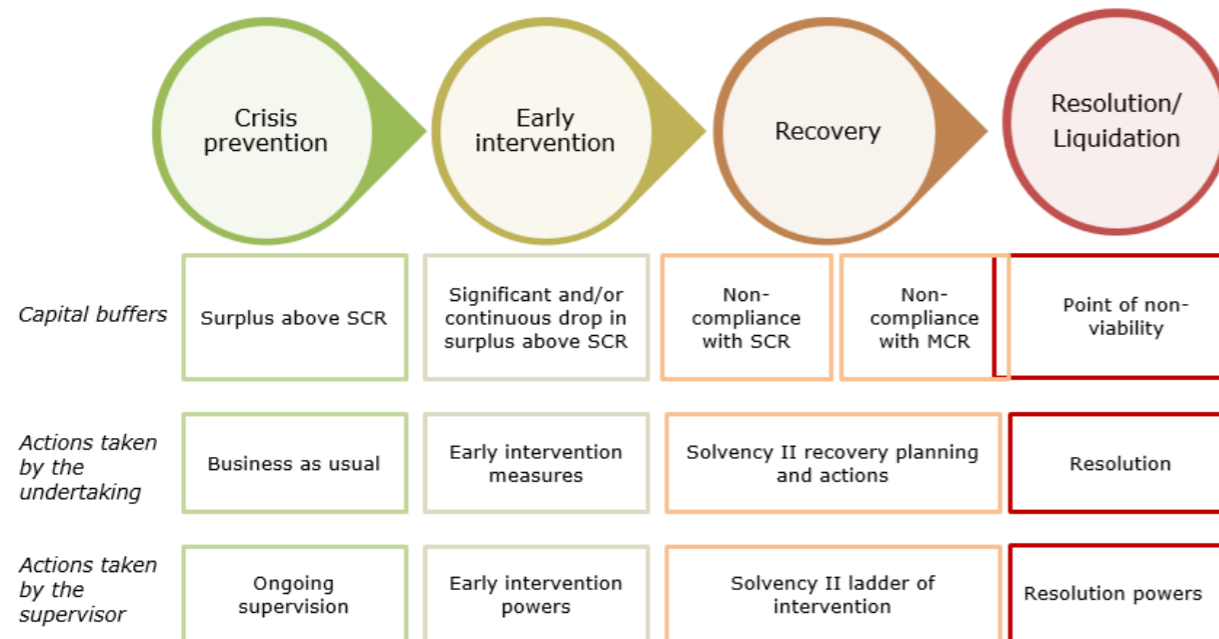 Crisis
prevention
Early
intervention
Recovery
Resolution/
Liquidation
Capital buffers
Surplus above SCR
Significant and/or
continuous drop in
surplus above SCR
Non-
compliance
with SCR
Non-
compliance
with MCR
Point of non-
viability
Actions taken
by the
undertaking
Business as usual
Early intervention
measures
Solvency II recovery planning
and actions
Resolution
Actions taken
by the
supervisor
Ongoing
supervision
Early intervention
powers
Solvency II ladder of
intervention
Resolution powers